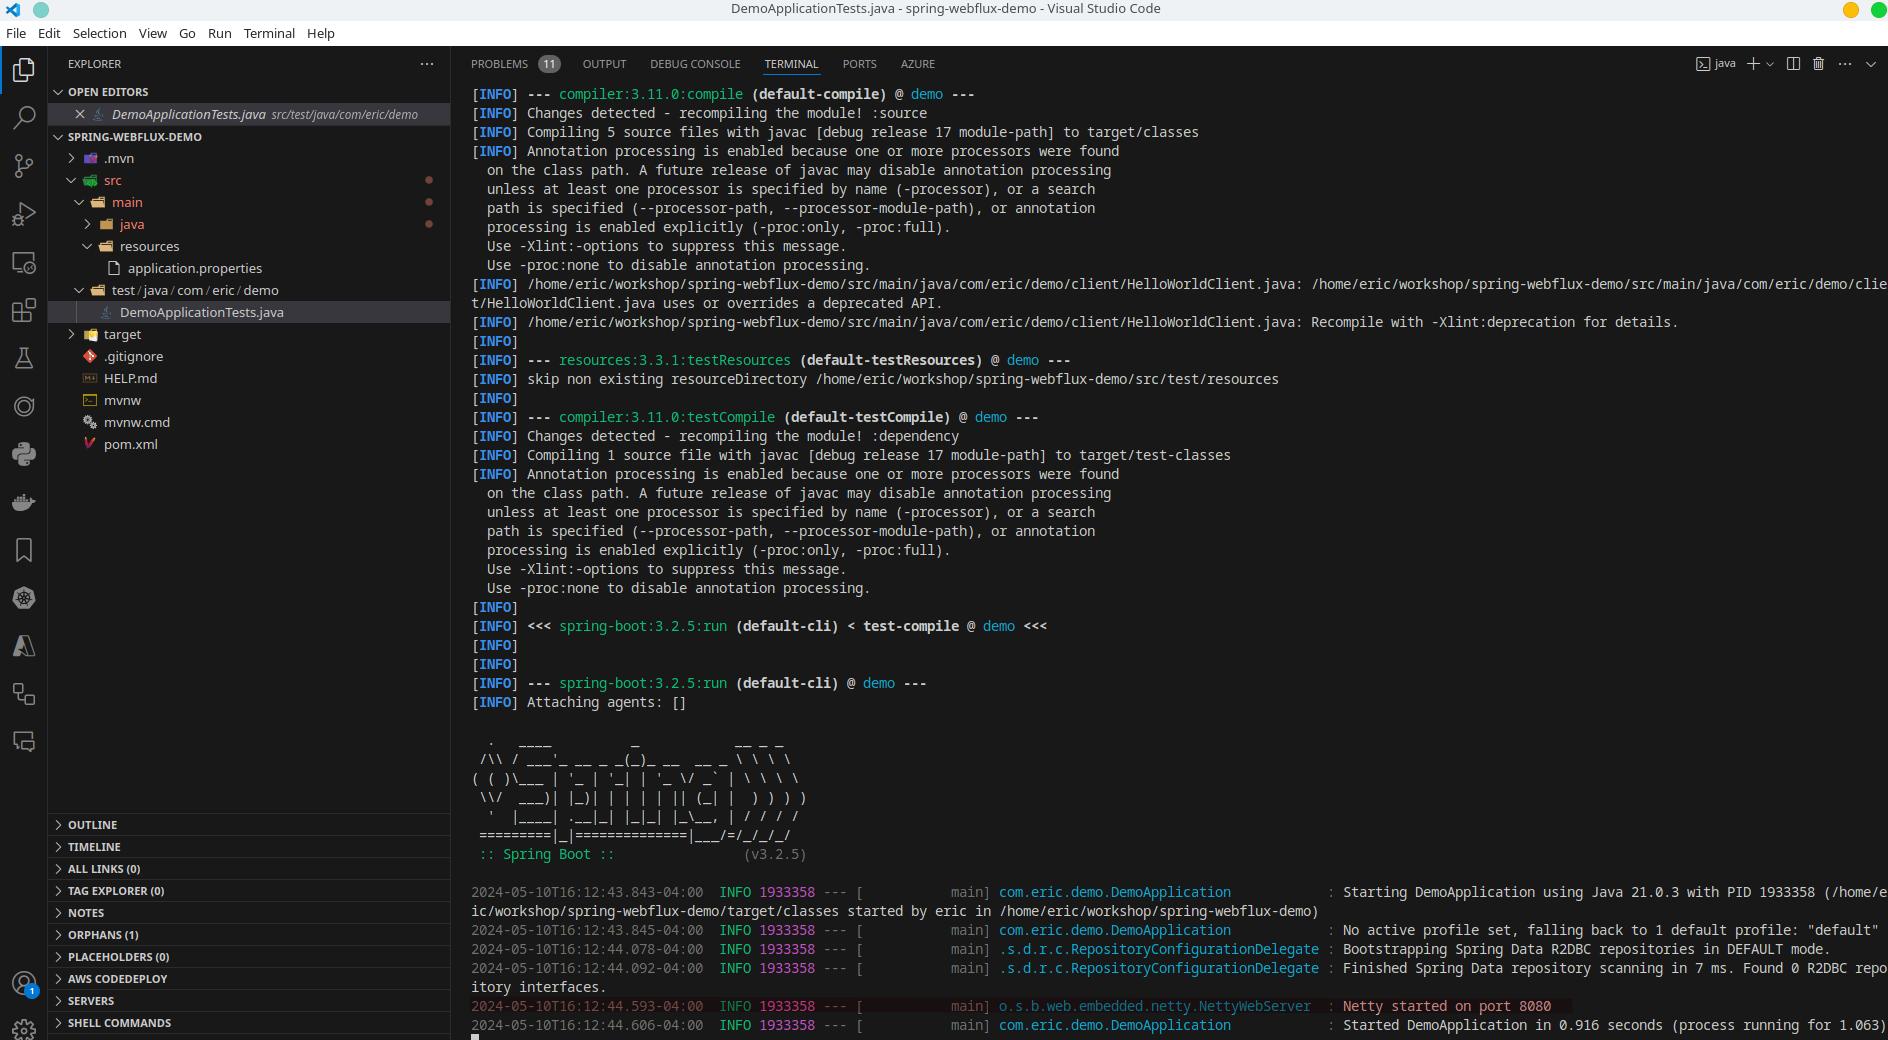 DemoApplicationTests.java - spring-webflux-demo - Visual Studio Code
File Edit Selection View Go Run Terminal Help
EXPLORER
OPEN EDITORS
DemoApplicationTests.java src/test/java/com/eric/demo
SPRING-WEBFLUX-DEMO
.mvn
src
main
java
resources
application.properties
test/java/com/eric/demo
DemoApplicationTests.java
target
.gitignore
HELP.md
mvnw
mvnw.cmd
pom.xml
OUTLINE
TIMELINE
ALL LINKS (0)
TAG EXPLORER (0)
NOTES
ORPHANS (1)
PLACEHOLDERS (0)
AWS CODEDEPLOY
SERVERS
SHELL COMMANDS
1
PROBLEMS 11 OUTPUT DEBUG CONSOLE TERMINAL PORTS AZURE
java
[INFO] --- compiler:3.11.0:compile (default-compile) @ demo ---
[INFO] Changes detected - recompiling the module! :source
[INFO] Compiling 5 source files with javac [debug release 17 module-path] to target/classes
[INFO] Annotation processing is enabled because one or more processors were found
on the class path. A future release of javac may disable annotation processing
unless at least one processor is specified by name (-processor), or a search
path is specified (--processor-path, --processor-module-path), or annotation
processing is enabled explicitly (-proc:only, -proc:full).
Use -Xlint:-options to suppress this message.
Use -proc:none to disable annotation processing.
[INFO] /home/eric/workshop/spring-webflux-demo/src/main/java/com/eric/demo/client/HelloWorldClient.java: /home/eric/workshop/spring-webflux-demo/src/main/java/com/eric/demo/clie
t/HelloWorldClient.java uses or overrides a deprecated API.
[INFO] /home/eric/workshop/spring-webflux-demo/src/main/java/com/eric/demo/client/HelloWorldClient.java: Recompile with -Xlint:deprecation for details.
[INFO]
[INFO] --- resources:3.3.1:testResources (default-testResources) @ demo ---
[INFO] skip non existing resourceDirectory /home/eric/workshop/spring-webflux-demo/src/test/resources
[INFO]
[INFO] --- compiler:3.11.0:testCompile (default-testCompile) @ demo ---
[INFO] Changes detected - recompiling the module! :dependency
[INFO] Compiling 1 source file with javac [debug release 17 module-path] to target/test-classes
[INFO] Annotation processing is enabled because one or more processors were found
on the class path. A future release of javac may disable annotation processing
unless at least one processor is specified by name (-processor), or a search
path is specified (--processor-path, --processor-module-path), or annotation
processing is enabled explicitly (-proc:only, -proc:full).
Use -Xlint:-options to suppress this message.
Use -proc:none to disable annotation processing.
[INFO]
[INFO] <<< spring-boot:3.2.5:run (default-cli) < test-compile @ demo <<<
[INFO]
[INFO]
[INFO] --- spring-boot:3.2.5:run (default-cli) @ demo ---
[INFO] Attaching agents: []
  .   ____          _            __ _ _
 /\\ / ___'_ __ _ _(_)_ __  __ _ \ \ \ \
( ( )\___ | '_ | '_| | '_ \/ _` | \ \ \ \
 \\/  ___)| |_)| | | | | || (_| |  ) ) ) )
  '  |____| .__|_| |_|_| |_\__, | / / / /
 =========|_|==============|___/=/_/_/_/
:: Spring Boot :: (v3.2.5)
2024-05-10T16:12:43.843-04:00 INFO 1933358 --- [ main] com.eric.demo.DemoApplication : Starting DemoApplication using Java 21.0.3 with PID 1933358 (/home/e
ic/workshop/spring-webflux-demo/target/classes started by eric in /home/eric/workshop/spring-webflux-demo)
2024-05-10T16:12:43.845-04:00 INFO 1933358 --- [ main] com.eric.demo.DemoApplication : No active profile set, falling back to 1 default profile: "default"
2024-05-10T16:12:44.078-04:00 INFO 1933358 --- [ main] .s.d.r.c.RepositoryConfigurationDelegate : Bootstrapping Spring Data R2DBC repositories in DEFAULT mode.
2024-05-10T16:12:44.092-04:00 INFO 1933358 --- [ main] .s.d.r.c.RepositoryConfigurationDelegate : Finished Spring Data repository scanning in 7 ms. Found 0 R2DBC repo
itory interfaces.
2024-05-10T16:12:44.593-04:00 INFO 1933358 --- [ main] o.s.b.web.embedded.netty.NettyWebServer : Netty started on port 8080
2024-05-10T16:12:44.606-04:00 INFO 1933358 --- [ main] com.eric.demo.DemoApplication : Started DemoApplication in 0.916 seconds (process running for 1.063)